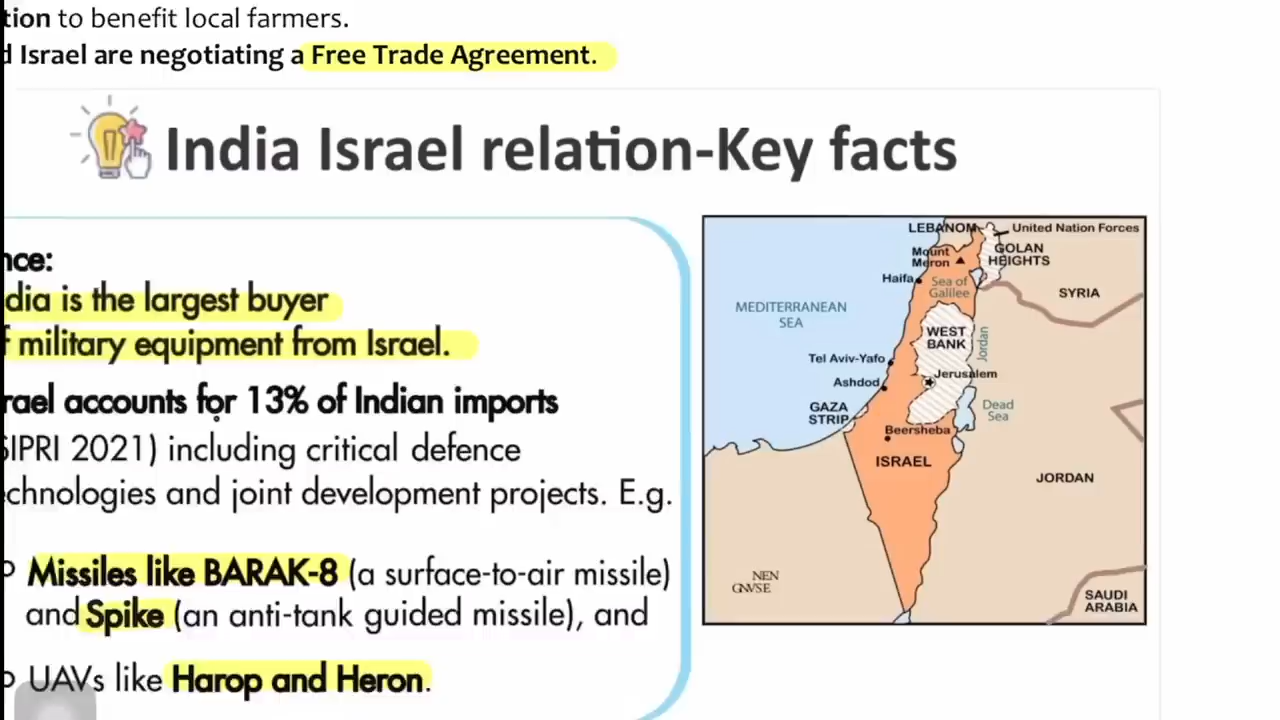 tion to benefit local farmers.
d Israel are negotiating a Free Trade Agreement.
India Israel relation-Key facts
nce:
dia is the largest buyer
f military equipment from Israel.
rael accounts for 13% of Indian imports
SIPRI 2021) including critical defence
echnologies and joint development projects. E.g.
Missiles like BARAK-8 (a surface-to-air missile)
and Spike (an anti-tank guided missile), and
UAVs like Harop and Heron.
LEBANOM
United Nation Forces
Mount
Meron
GOLAN
HEIGHTS
Haifa
Sea of
Galilee
SYRIA
MEDITERRANEAN
SEA
WEST
BANK
Jordan
Tel Aviv-Yafo
Jerusalem
Ashdod
GAZA
STRIP
Dead
Sea
Beersheba
ISRAEL
JORDAN
NEN
GNVSE
SAUDI
ARABIA